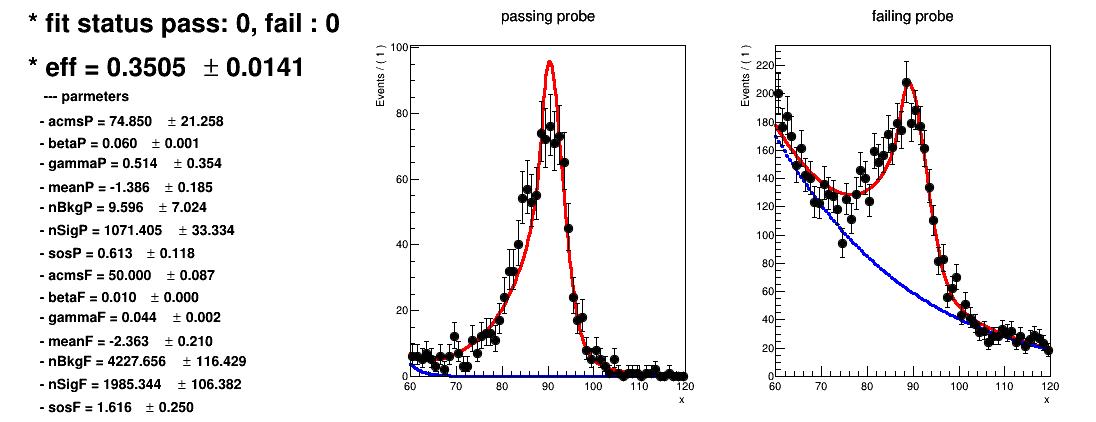 * fit status pass: 0, fail : 0
* eff = 0.3505 ± 0.0141
--- parmeters
- acmsP = 74.850 ± 21.258
- betaP = 0.060 ± 0.001
- gammaP = 0.514 ± 0.354
- meanP = -1.386 ± 0.185
- nBkgP = 9.596 ± 7.024
- nSigP = 1071.405 ± 33.334
- sosP = 0.613 ± 0.118
- acmsF = 50.000 ± 0.087
- betaF = 0.010 ± 0.000
- gammaF = 0.044 ± 0.002
- meanF = -2.363 ± 0.210
- nBkgF = 4227.656 ± 116.429
- nSigF = 1985.344 ± 106.382
- sosF = 1.616 ± 0.250
passing probe
Events / ( 1 )
100
80
60
40
20
0
60 70 80 90 100 110 120
x
failing probe
Events / ( 1 )
220
200
180
160
140
120
100
80
60
40
20
0
60 70 80 90 100 110 120
x